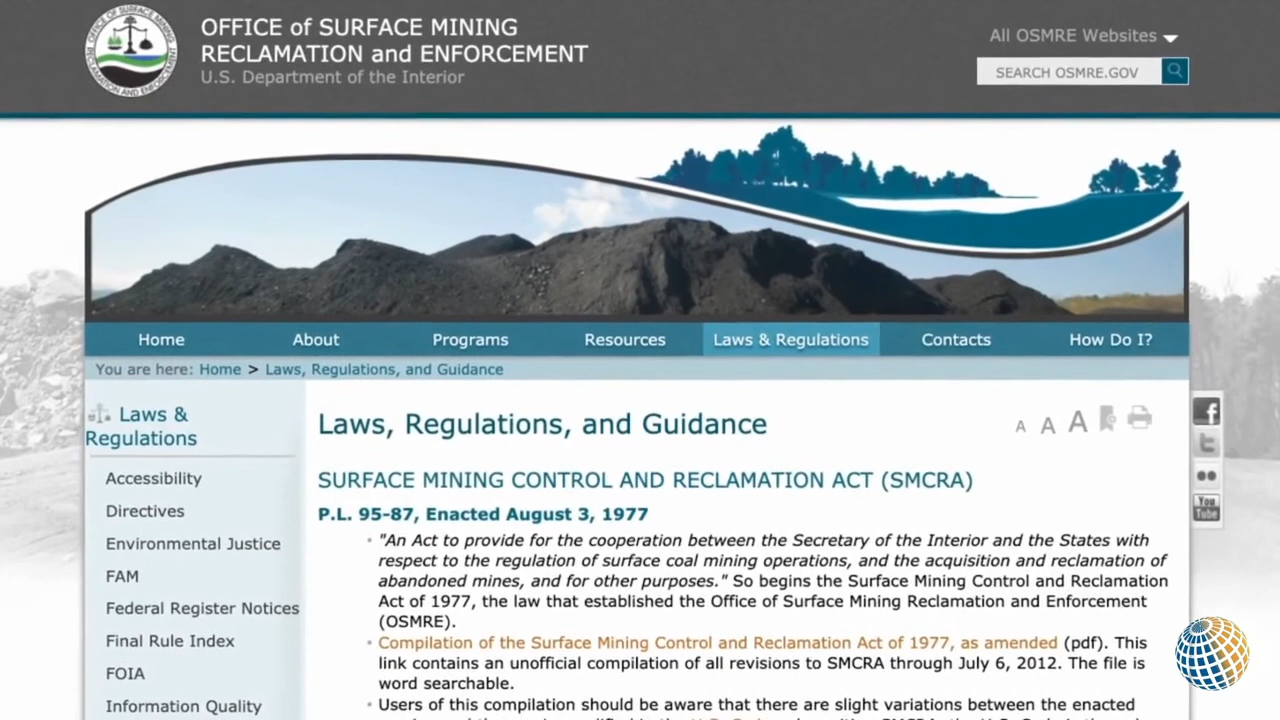 OFFICE of SURFACE MINING
RECLAMATION and ENFORCEMENT
U.S. Department of the Interior
All OSMRE Websites
SEARCH OSMRE.GOV
OFFICE OF SURFACE MINING
RECLAMATION AND ENFORCEMENT
Home About Programs Resources Laws & Regulations Contacts How Do I?
You are here: Home > Laws, Regulations, and Guidance
Laws &
Regulations
Accessibility
Directives
Environmental Justice
FAM
Federal Register Notices
Final Rule Index
FOIA
Information Quality
Laws, Regulations, and Guidance
A A A
SURFACE MINING CONTROL AND RECLAMATION ACT (SMCRA)
P.L. 95-87, Enacted August 3, 1977
"An Act to provide for the cooperation between the Secretary of the Interior and the States with
respect to the regulation of surface coal mining operations, and the acquisition and reclamation of
abandoned mines, and for other purposes." So begins the Surface Mining Control and Reclamation
Act of 1977, the law that established the Office of Surface Mining Reclamation and Enforcement
(OSMRE).
Compilation of the Surface Mining Control and Reclamation Act of 1977, as amended (pdf). This
link contains an unofficial compilation of all revisions to SMCRA through July 6, 2012. The file is
word searchable.
Users of this compilation should be aware that there are slight variations between the enacted
f
t
You
Tube